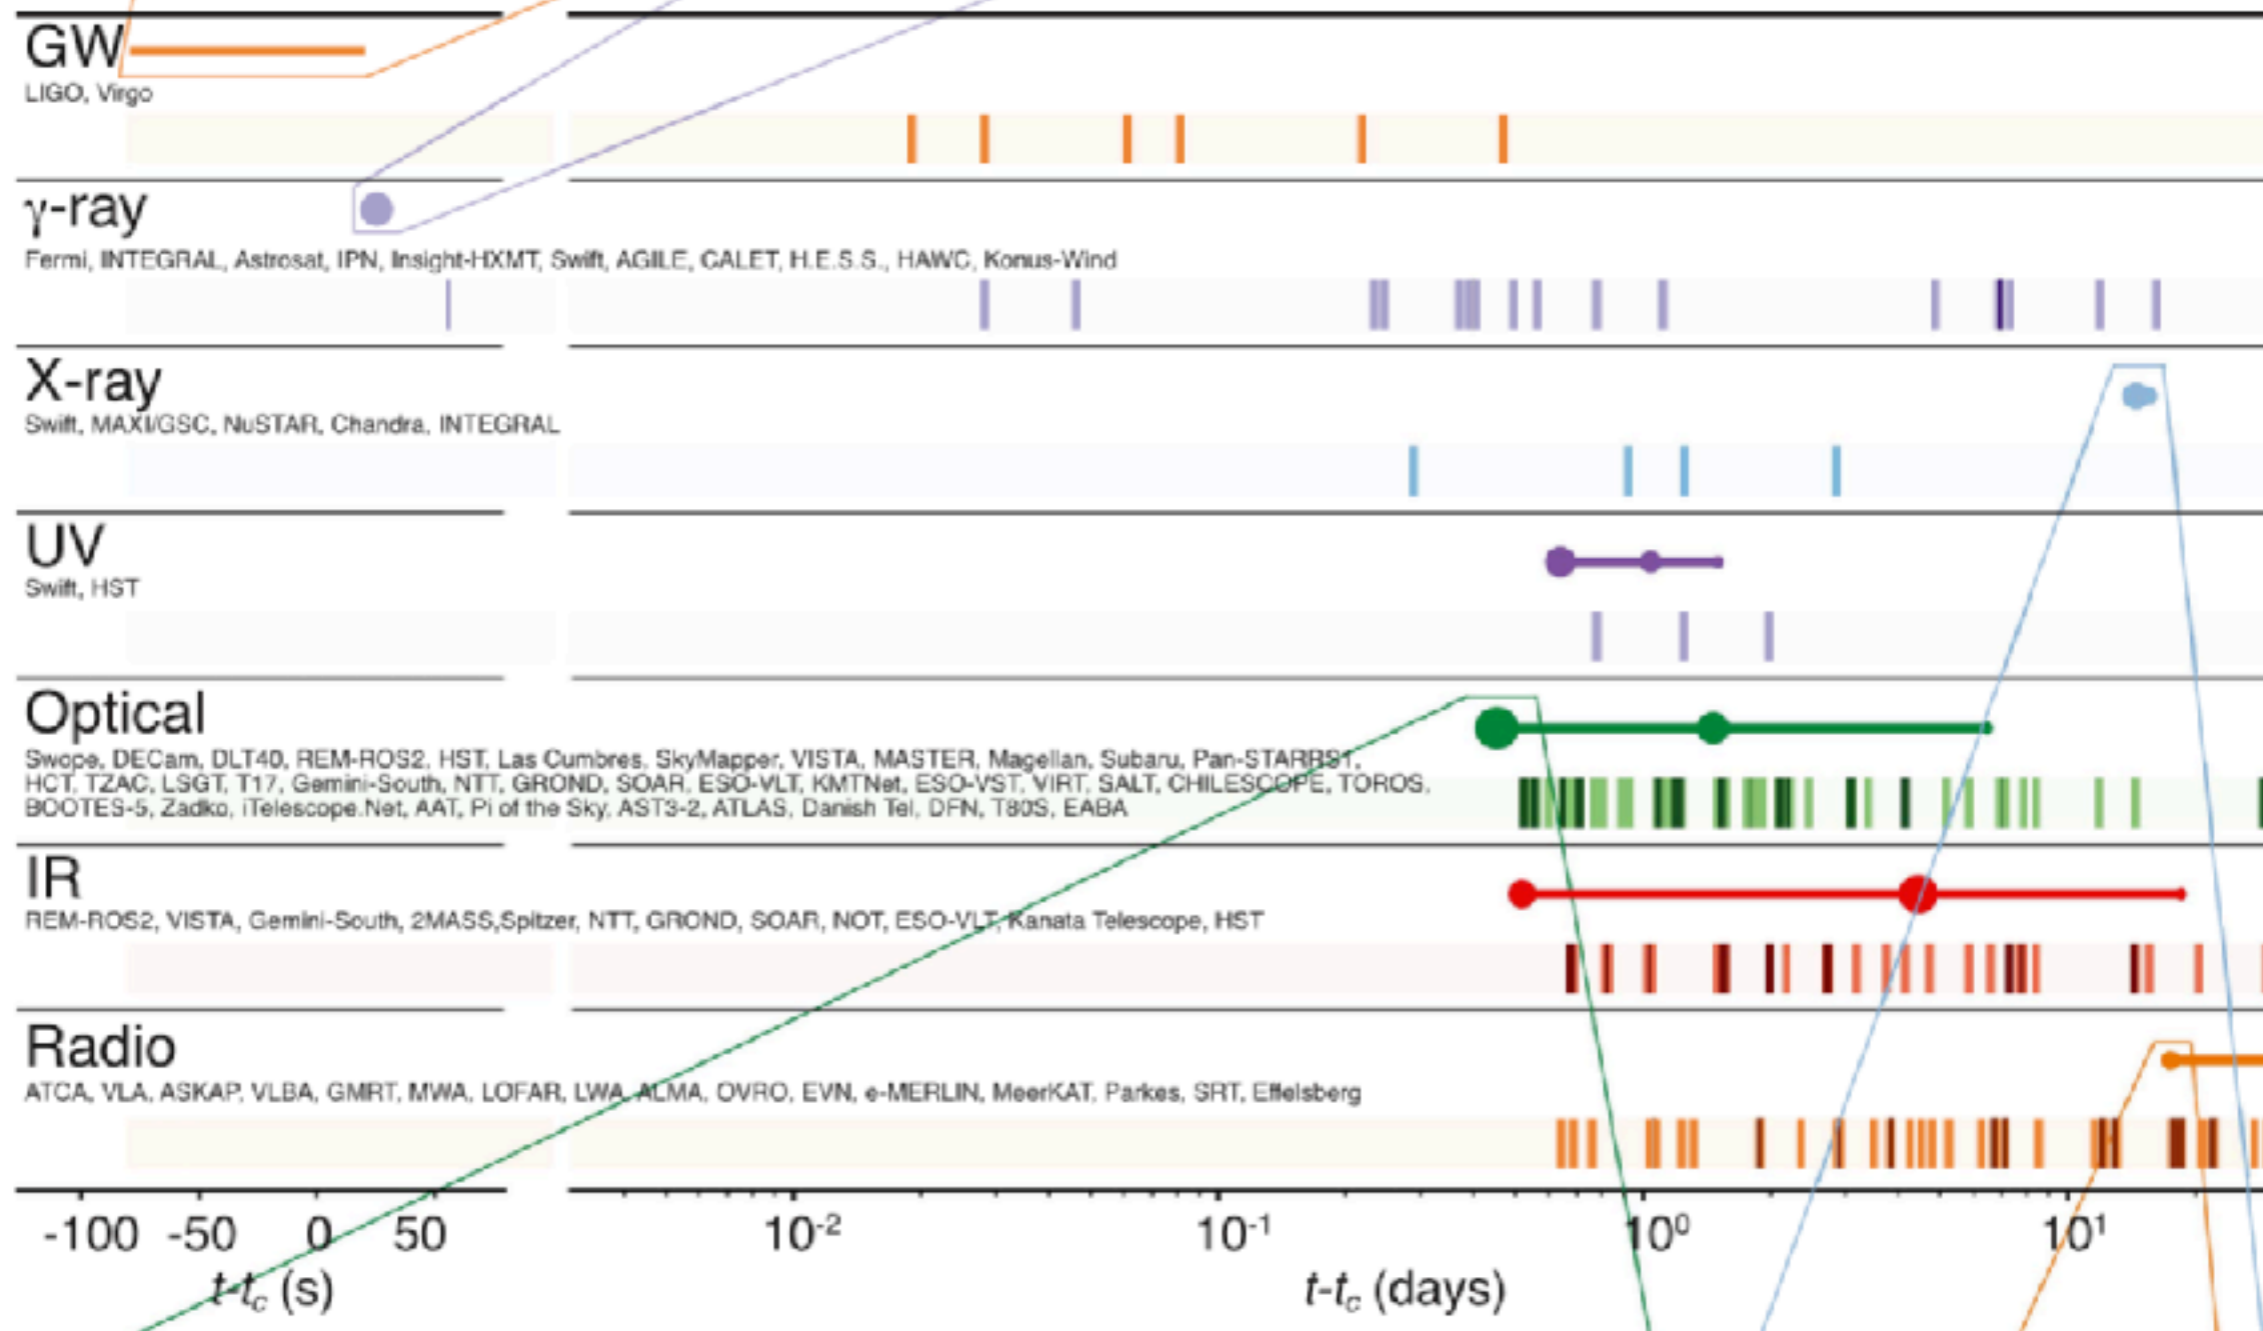 GW
LIGO, Virgo
γ-ray
Fermi, INTEGRAL, Astrosat, IPN, Insight-HXMT, Swift, AGILE, CALET, H.E.S.S., HAWC, Konus-Wind
X-ray
Swift, MAXI/GSC, NuSTAR, Chandra, INTEGRAL
UV
Swift, HST
Optical
Swope, DECam, DLT40, REM-ROS2, HST, Las Cumbres, SkyMapper, VISTA, MASTER, Magellan, Subaru, Pan-STARRS1,
HCT, TZAC, LSGT, T17, Gemini-South, NTT, GROND, SOAR, ESO-VLT, KMTNet, ESO-VST, VIRT, SALT, CHILESCOPE, TOROS,
BOOTES-5, Zadko, iTelescope.Net, AAT, Pi of the Sky, AST3-2, ATLAS, Danish Tel, DFN, T80S, EABA
IR
REM-ROS2, VISTA, Gemini-South, 2MASS,Spitzer, NTT, GROND, SOAR, NOT, ESO-VLT, Kanata Telescope, HST
Radio
ATCA, VLA, ASKAP, VLBA, GMRT, MWA, LOFAR, LWA, ALMA, OVRO, EVN, e-MERLIN, MeerKAT, Parkes, SRT, Effelsberg
-100 -50 0 50 10⁻² 10⁻¹ 10⁰ 10¹
t-t_c (s) t-t_c (days)